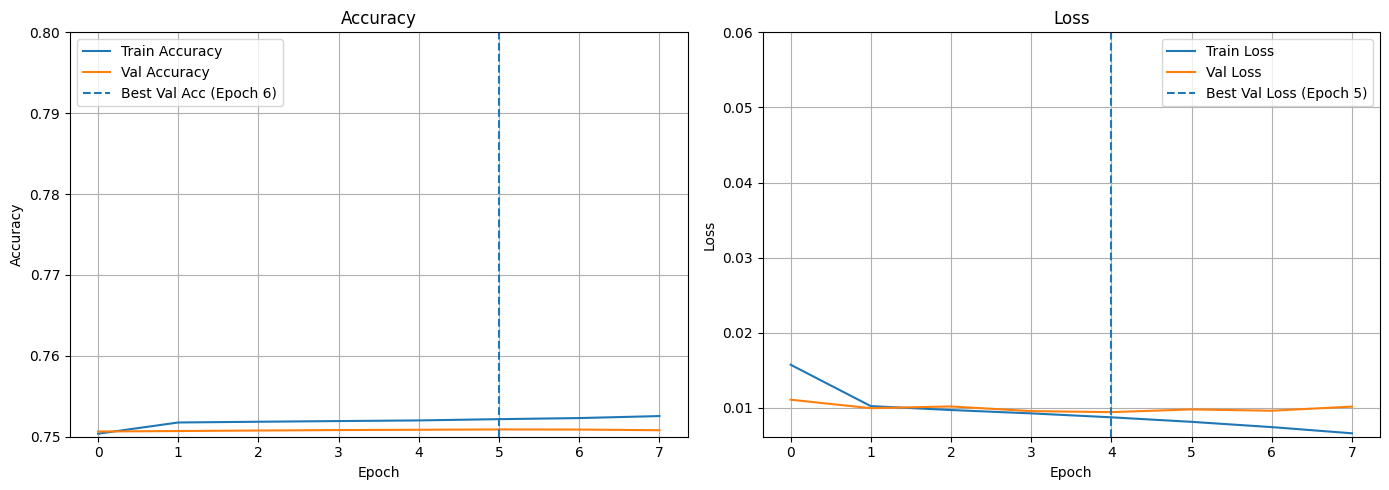 Accuracy
Train Accuracy
Val Accuracy
Best Val Acc (Epoch 6)
0.80
0.79
0.78
0.77
0.76
0.75
Accuracy
0 1 2 3 4 5 6 7
Epoch
Loss
Train Loss
Val Loss
Best Val Loss (Epoch 5)
0.06
0.05
0.04
0.03
0.02
0.01
Loss
0 1 2 3 4 5 6 7
Epoch